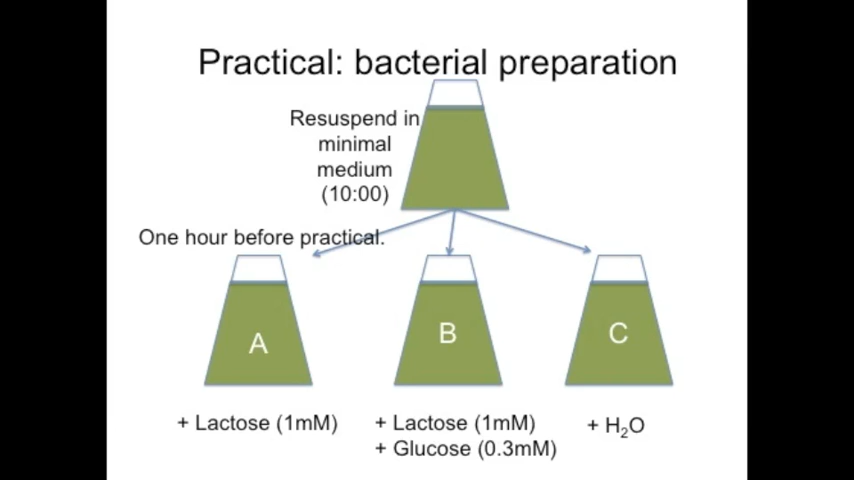 Practical: bacterial preparation
Resuspend in
minimal
medium
(10:00)
One hour before practical.
A
B
C
+ Lactose (1mM)
+ Lactose (1mM)
+ Glucose (0.3mM)
+ H₂O